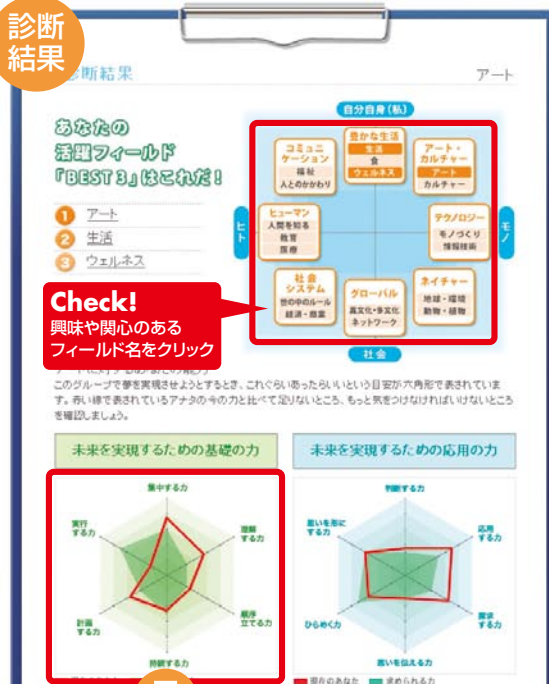 診断
結果
診断結果
アート
あなたの
活躍フィールド
『BEST 3』はこれだ！
1 アート
2 生活
3 ウェルネス
Check!
興味や関心のある
フィールド名をクリック
自分自身(私)
ヒト
モノ
社会
コミュニ
ケーション
福祉
人とのかかわり
豊かな生活
生活
食
ウェルネス
アート・
カルチャー
アート
カルチャー
ヒューマン
人間を知る
教育
医療
テクノロジー
モノづくり
情報技術
社会
システム
世の中のルール
経済・商業
グローバル
異文化・多文化
ネットワーク
ネイチャー
地球・環境
動物・植物
このグループで夢を実現させようとするとき、これぐらいあったらいいという目安が六角形で表されていま
す。赤い線で表されているアナタの今の力と比べて足りないところ、もっと気をつけなければいけないところ
を確認しましょう。
未来を実現するための基礎の力
集中する力
理解
する力
順序
立てる力
持続する力
計画
する力
実行
する力
未来を実現するための応用の力
判断する力
応用
する力
探求
する力
思いを伝える力
ひらめく力
思いを形に
する力
現在のあなた
求められる力